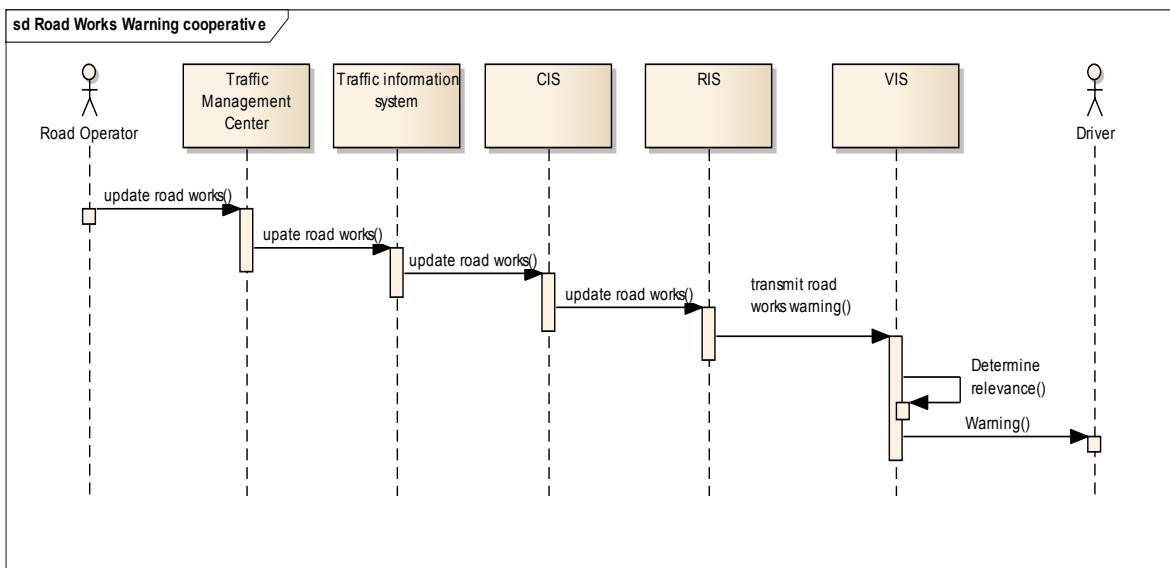 sd Road Works Warning cooperative
Road Operator
Traffic
Management
Center
Traffic information
system
CIS
RIS
VIS
Driver
update road works()
upate road works()
update road works()
update road works()
transmit road
works warning()
Determine
relevance()
Warning()